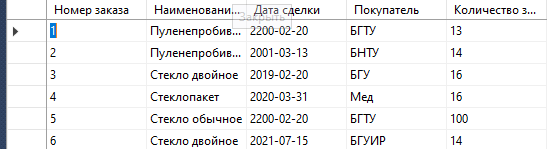 Номер заказа Наименовани... Дата сделки Покупатель Количество з...
Закрыть
1 Пуленепробив... 2200-02-20 БГТУ 13
2 Пуленепробив... 2001-03-13 БНТУ 14
3 Стекло двойное 2019-02-20 БГУ 16
4 Стеклопакет 2020-03-31 Мед 16
5 Стекло обычное 2200-02-20 БГТУ 100
6 Стекло двойное 2021-07-15 БГУИР 14